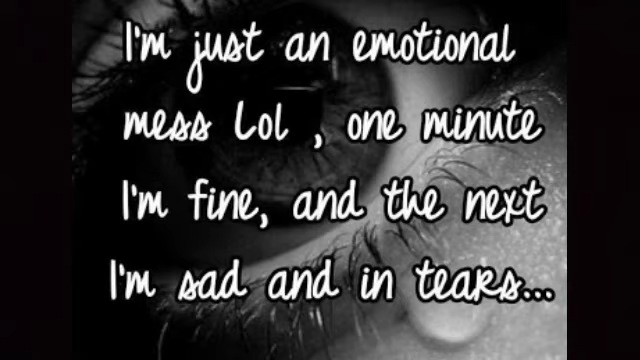 I'm just an emotional
mess Lol , one minute
I'm fine, and the next
I'm sad and in tears...